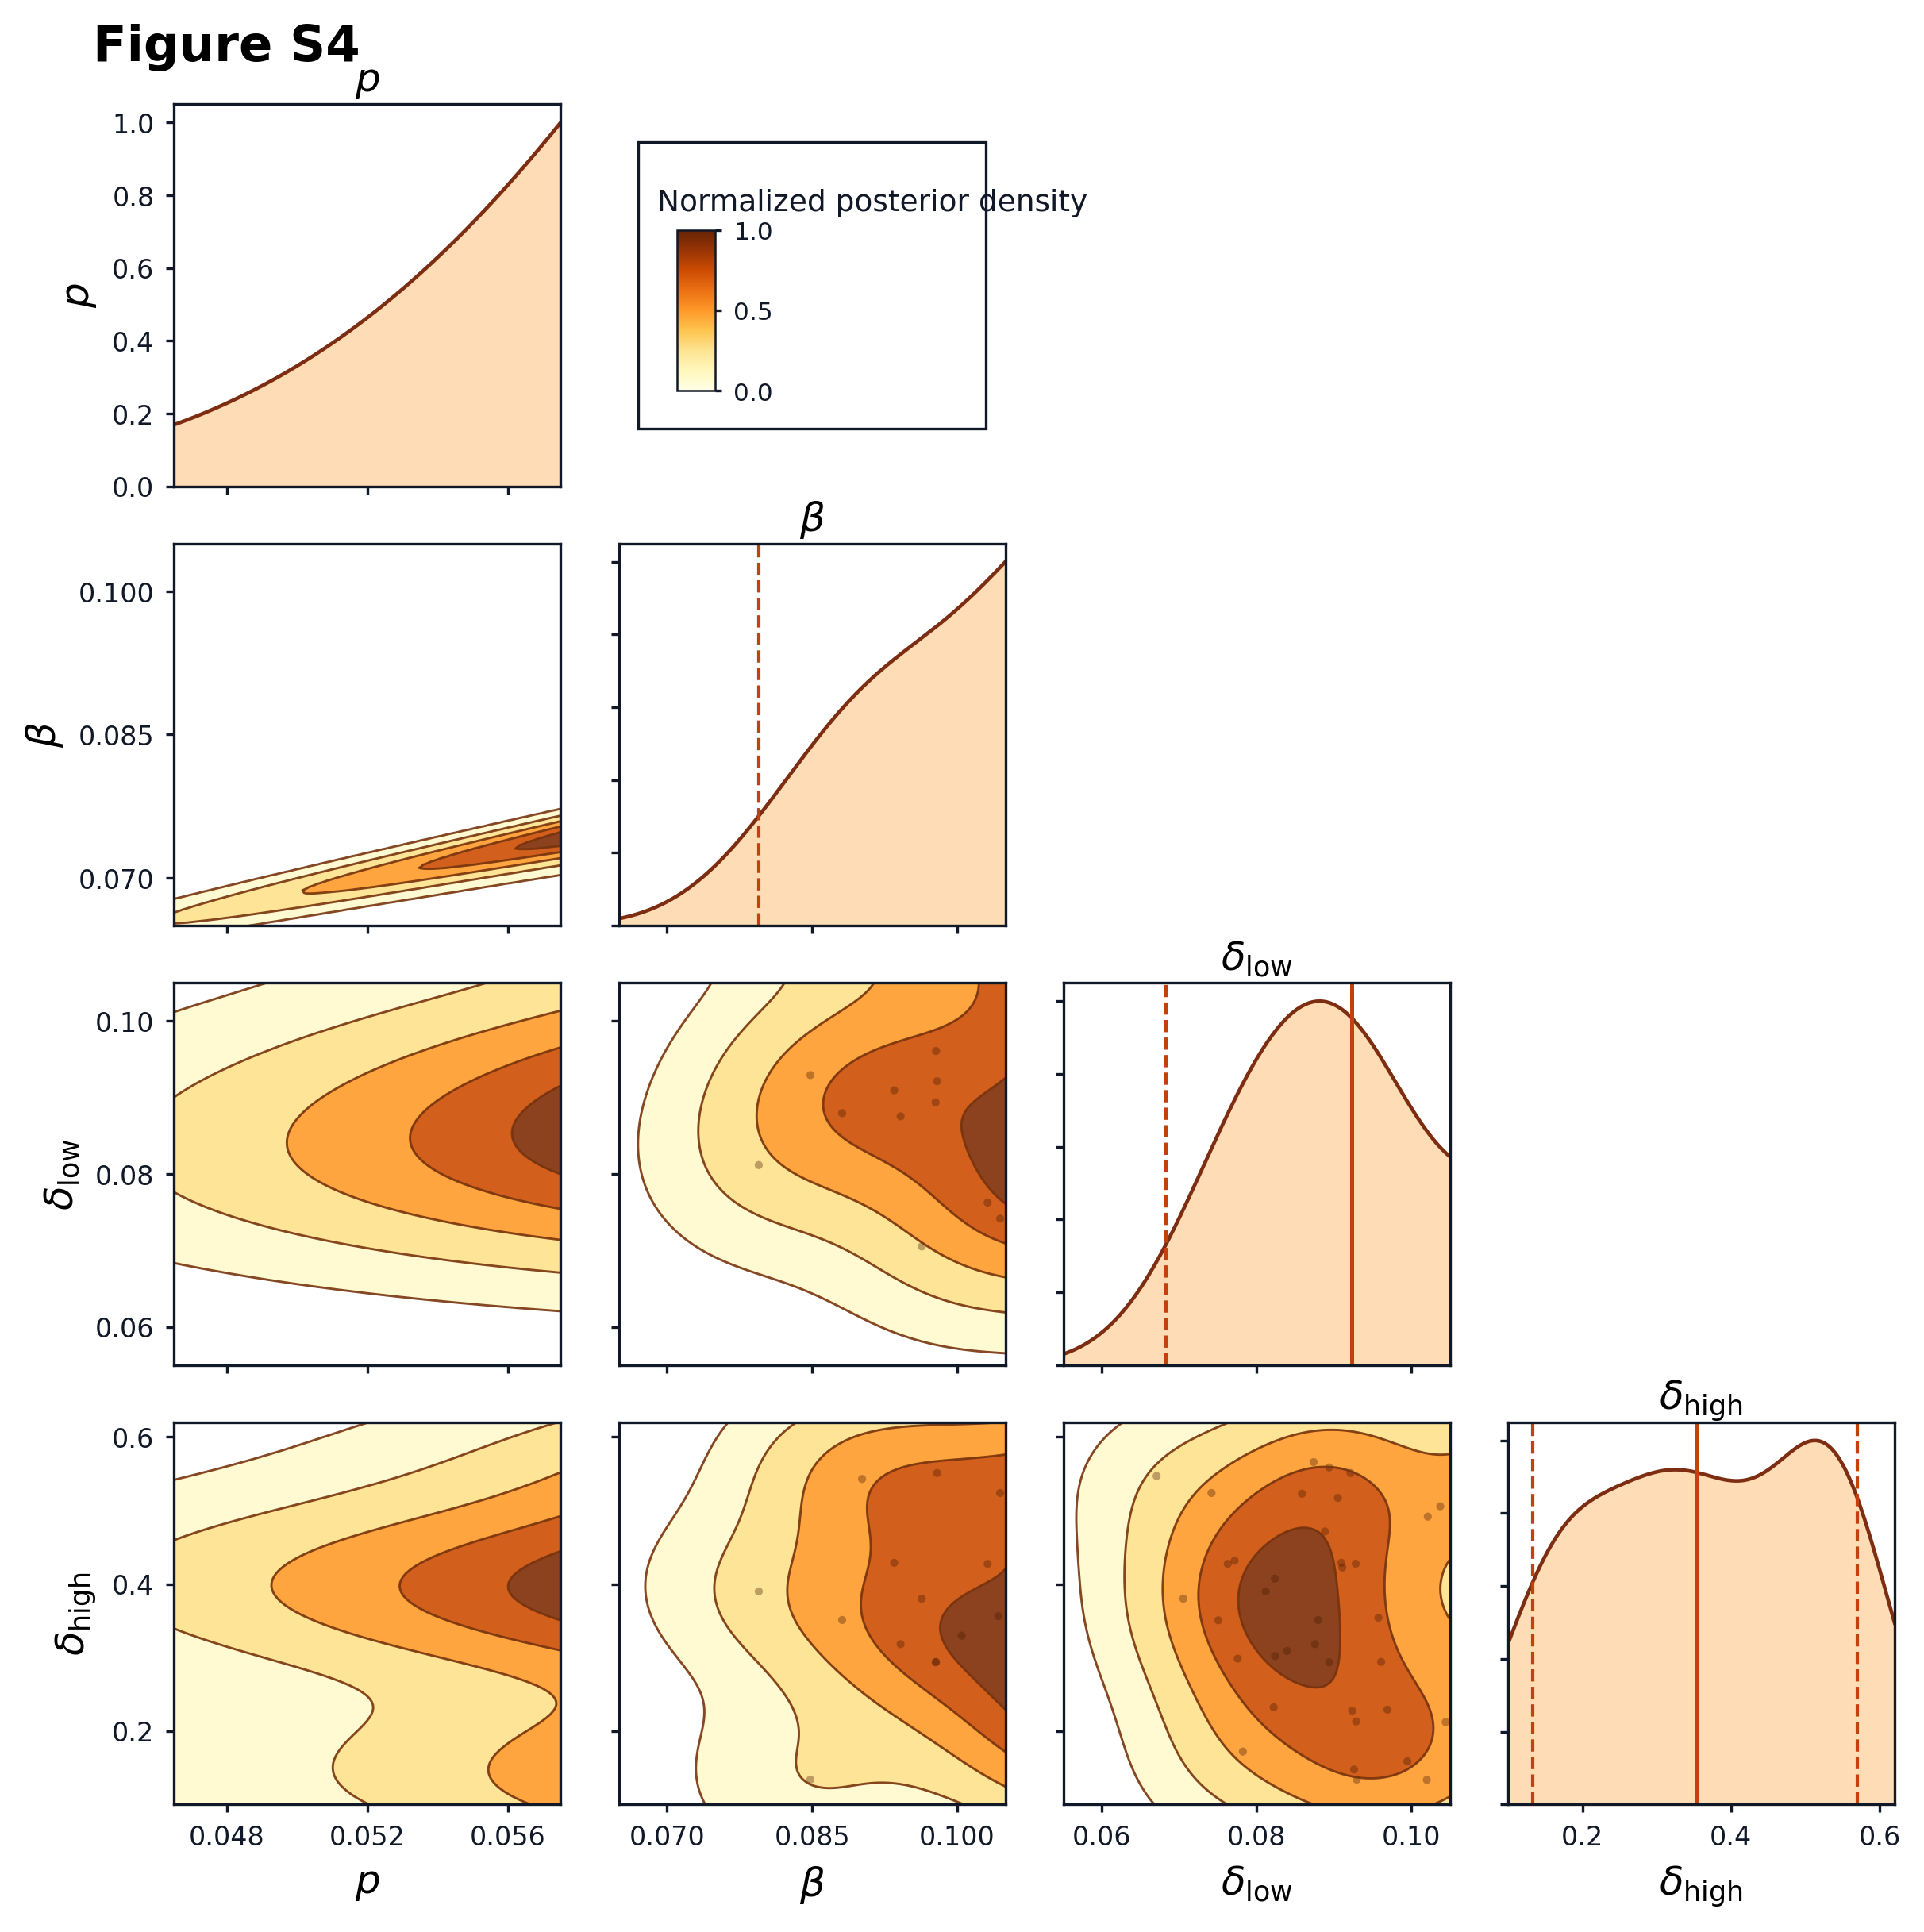 Figure S4
p
1.0
0.8
0.6
0.4
0.2
0.0
p
Normalized posterior density
1.0
0.5
0.0
β
0.100
0.085
0.070
β
δlow
0.10
0.08
0.06
δlow
δhigh
0.6
0.4
0.2
δhigh
0.048 0.052 0.056 0.070 0.085 0.100 0.06 0.08 0.10 0.2 0.4 0.6
p β δlow δhigh